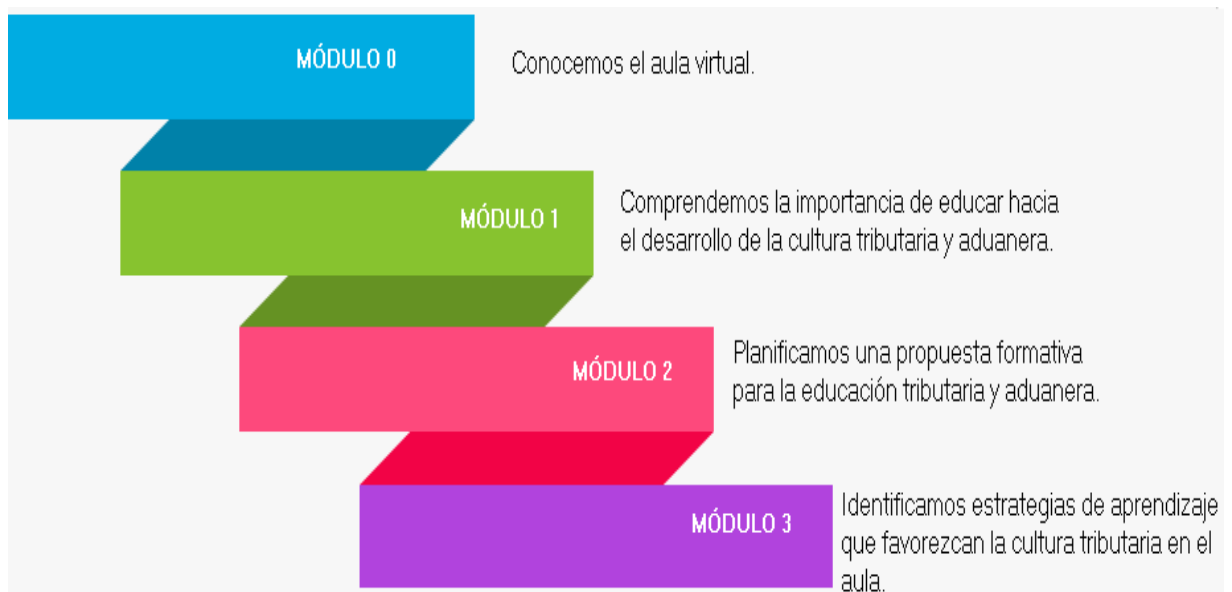 MÓDULO 0
Conocemos el aula virtual.
MÓDULO 1
Comprendemos la importancia de educar hacia
el desarrollo de la cultura tributaria y aduanera.
MÓDULO 2
Planificamos una propuesta formativa
para la educación tributaria y aduanera.
MÓDULO 3
Identificamos estrategias de aprendizaje
que favorezcan la cultura tributaria en el
aula.